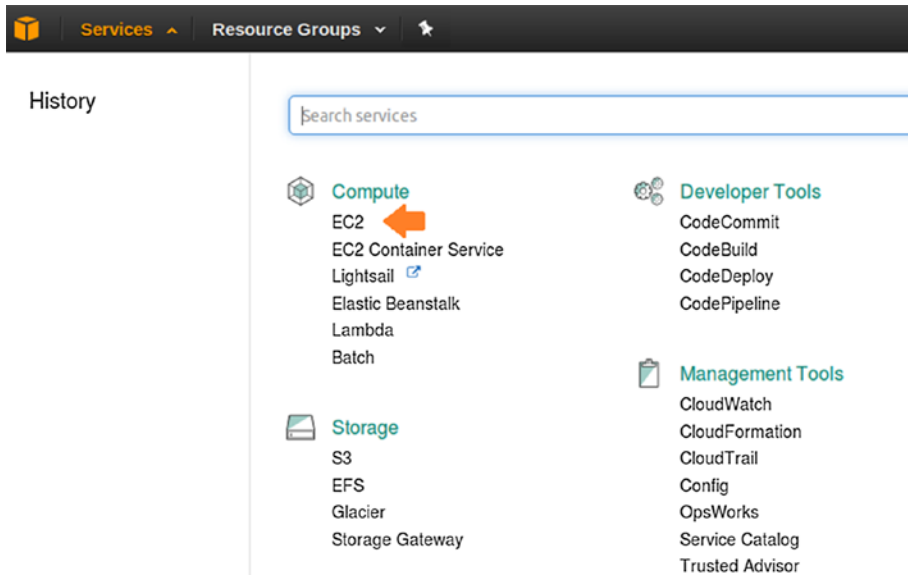 Services Resource Groups
History
Search services
Compute
EC2
EC2 Container Service
Lightsail
Elastic Beanstalk
Lambda
Batch
Storage
S3
EFS
Glacier
Storage Gateway
Developer Tools
CodeCommit
CodeBuild
CodeDeploy
CodePipeline
Management Tools
CloudWatch
CloudFormation
CloudTrail
Config
OpsWorks
Service Catalog
Trusted Advisor